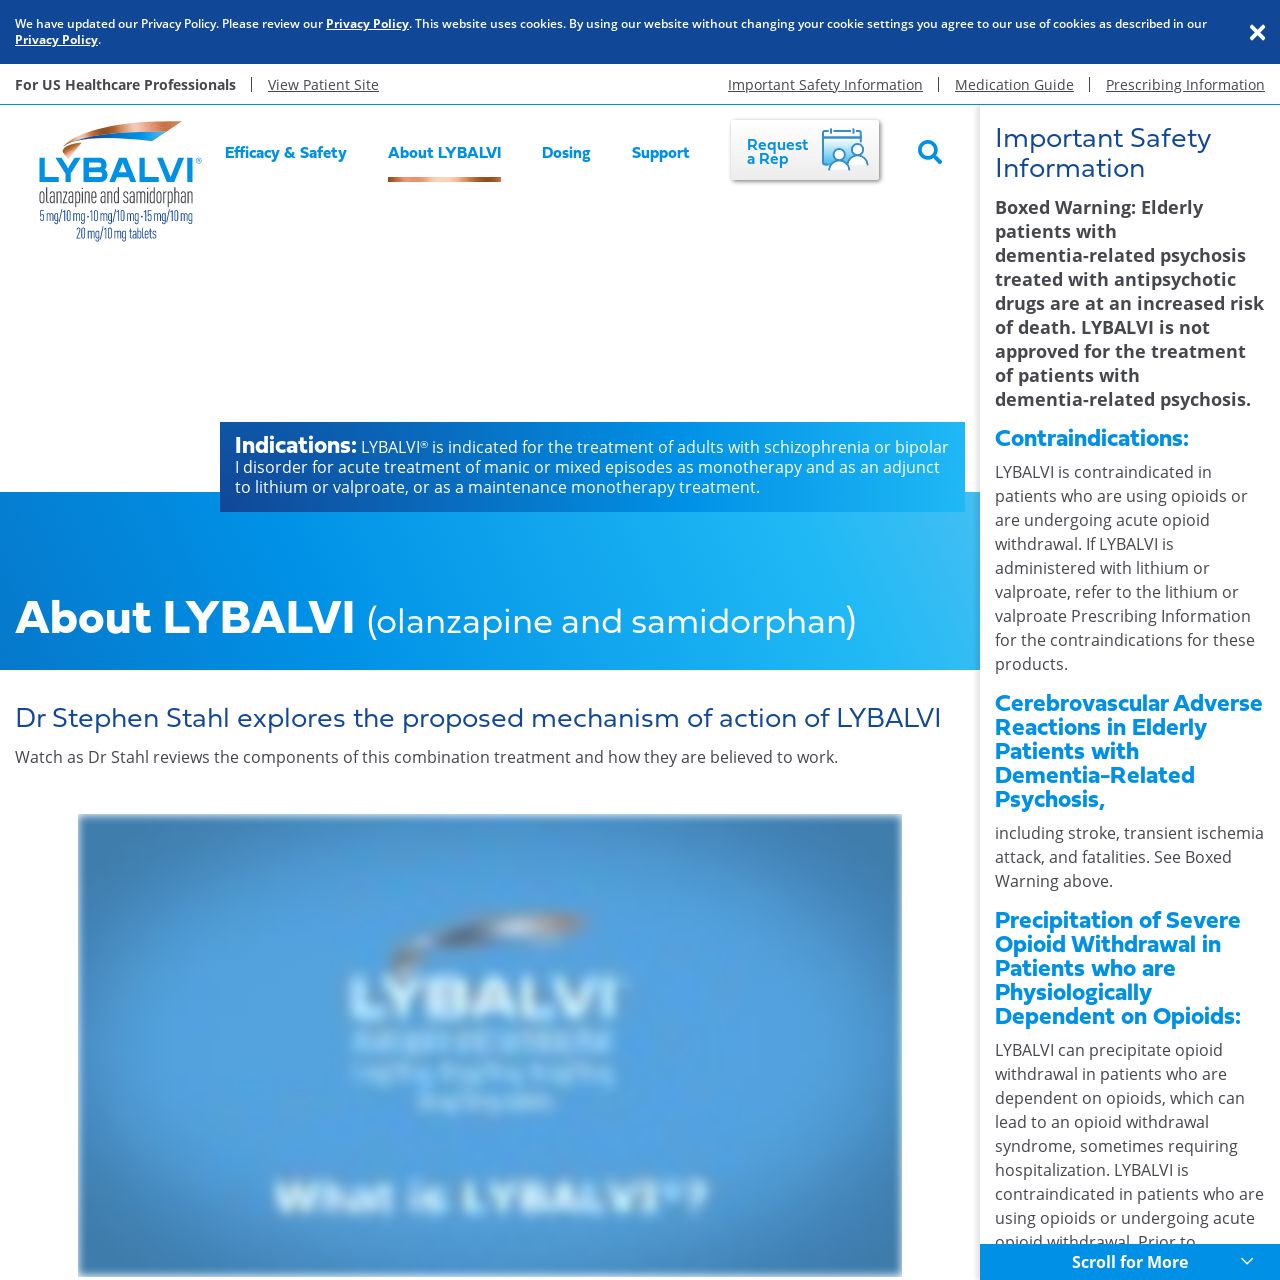 We have updated our Privacy Policy. Please review our Privacy Policy. This website uses cookies. By using our website without changing your cookie settings you agree to our use of cookies as described in our
Privacy Policy.
For US Healthcare Professionals
View Patient Site
Important Safety Information
Medication Guide
Prescribing Information
LYBALVI®
olanzapine and samidorphan
5 mg/10 mg · 10 mg/10 mg · 15 mg/10 mg
20 mg/10 mg tablets
Efficacy & Safety
About LYBALVI
Dosing
Support
Request
a Rep
Indications: LYBALVI® is indicated for the treatment of adults with schizophrenia or bipolar
I disorder for acute treatment of manic or mixed episodes as monotherapy and as an adjunct
to lithium or valproate, or as a maintenance monotherapy treatment.
About LYBALVI (olanzapine and samidorphan)
Dr Stephen Stahl explores the proposed mechanism of action of LYBALVI
Watch as Dr Stahl reviews the components of this combination treatment and how they are believed to work.
LYBALVI
What is LYBALVI®?
Important Safety
Information
Boxed Warning: Elderly
patients with
dementia-related psychosis
treated with antipsychotic
drugs are at an increased risk
of death. LYBALVI is not
approved for the treatment
of patients with
dementia-related psychosis.
Contraindications:
LYBALVI is contraindicated in
patients who are using opioids or
are undergoing acute opioid
withdrawal. If LYBALVI is
administered with lithium or
valproate, refer to the lithium or
valproate Prescribing Information
for the contraindications for these
products.
Cerebrovascular Adverse
Reactions in Elderly
Patients with
Dementia-Related
Psychosis,
including stroke, transient ischemia
attack, and fatalities. See Boxed
Warning above.
Precipitation of Severe
Opioid Withdrawal in
Patients who are
Physiologically
Dependent on Opioids:
LYBALVI can precipitate opioid
withdrawal in patients who are
dependent on opioids, which can
lead to an opioid withdrawal
syndrome, sometimes requiring
hospitalization. LYBALVI is
contraindicated in patients who are
using opioids or undergoing acute
opioid withdrawal. Prior to
Scroll for More